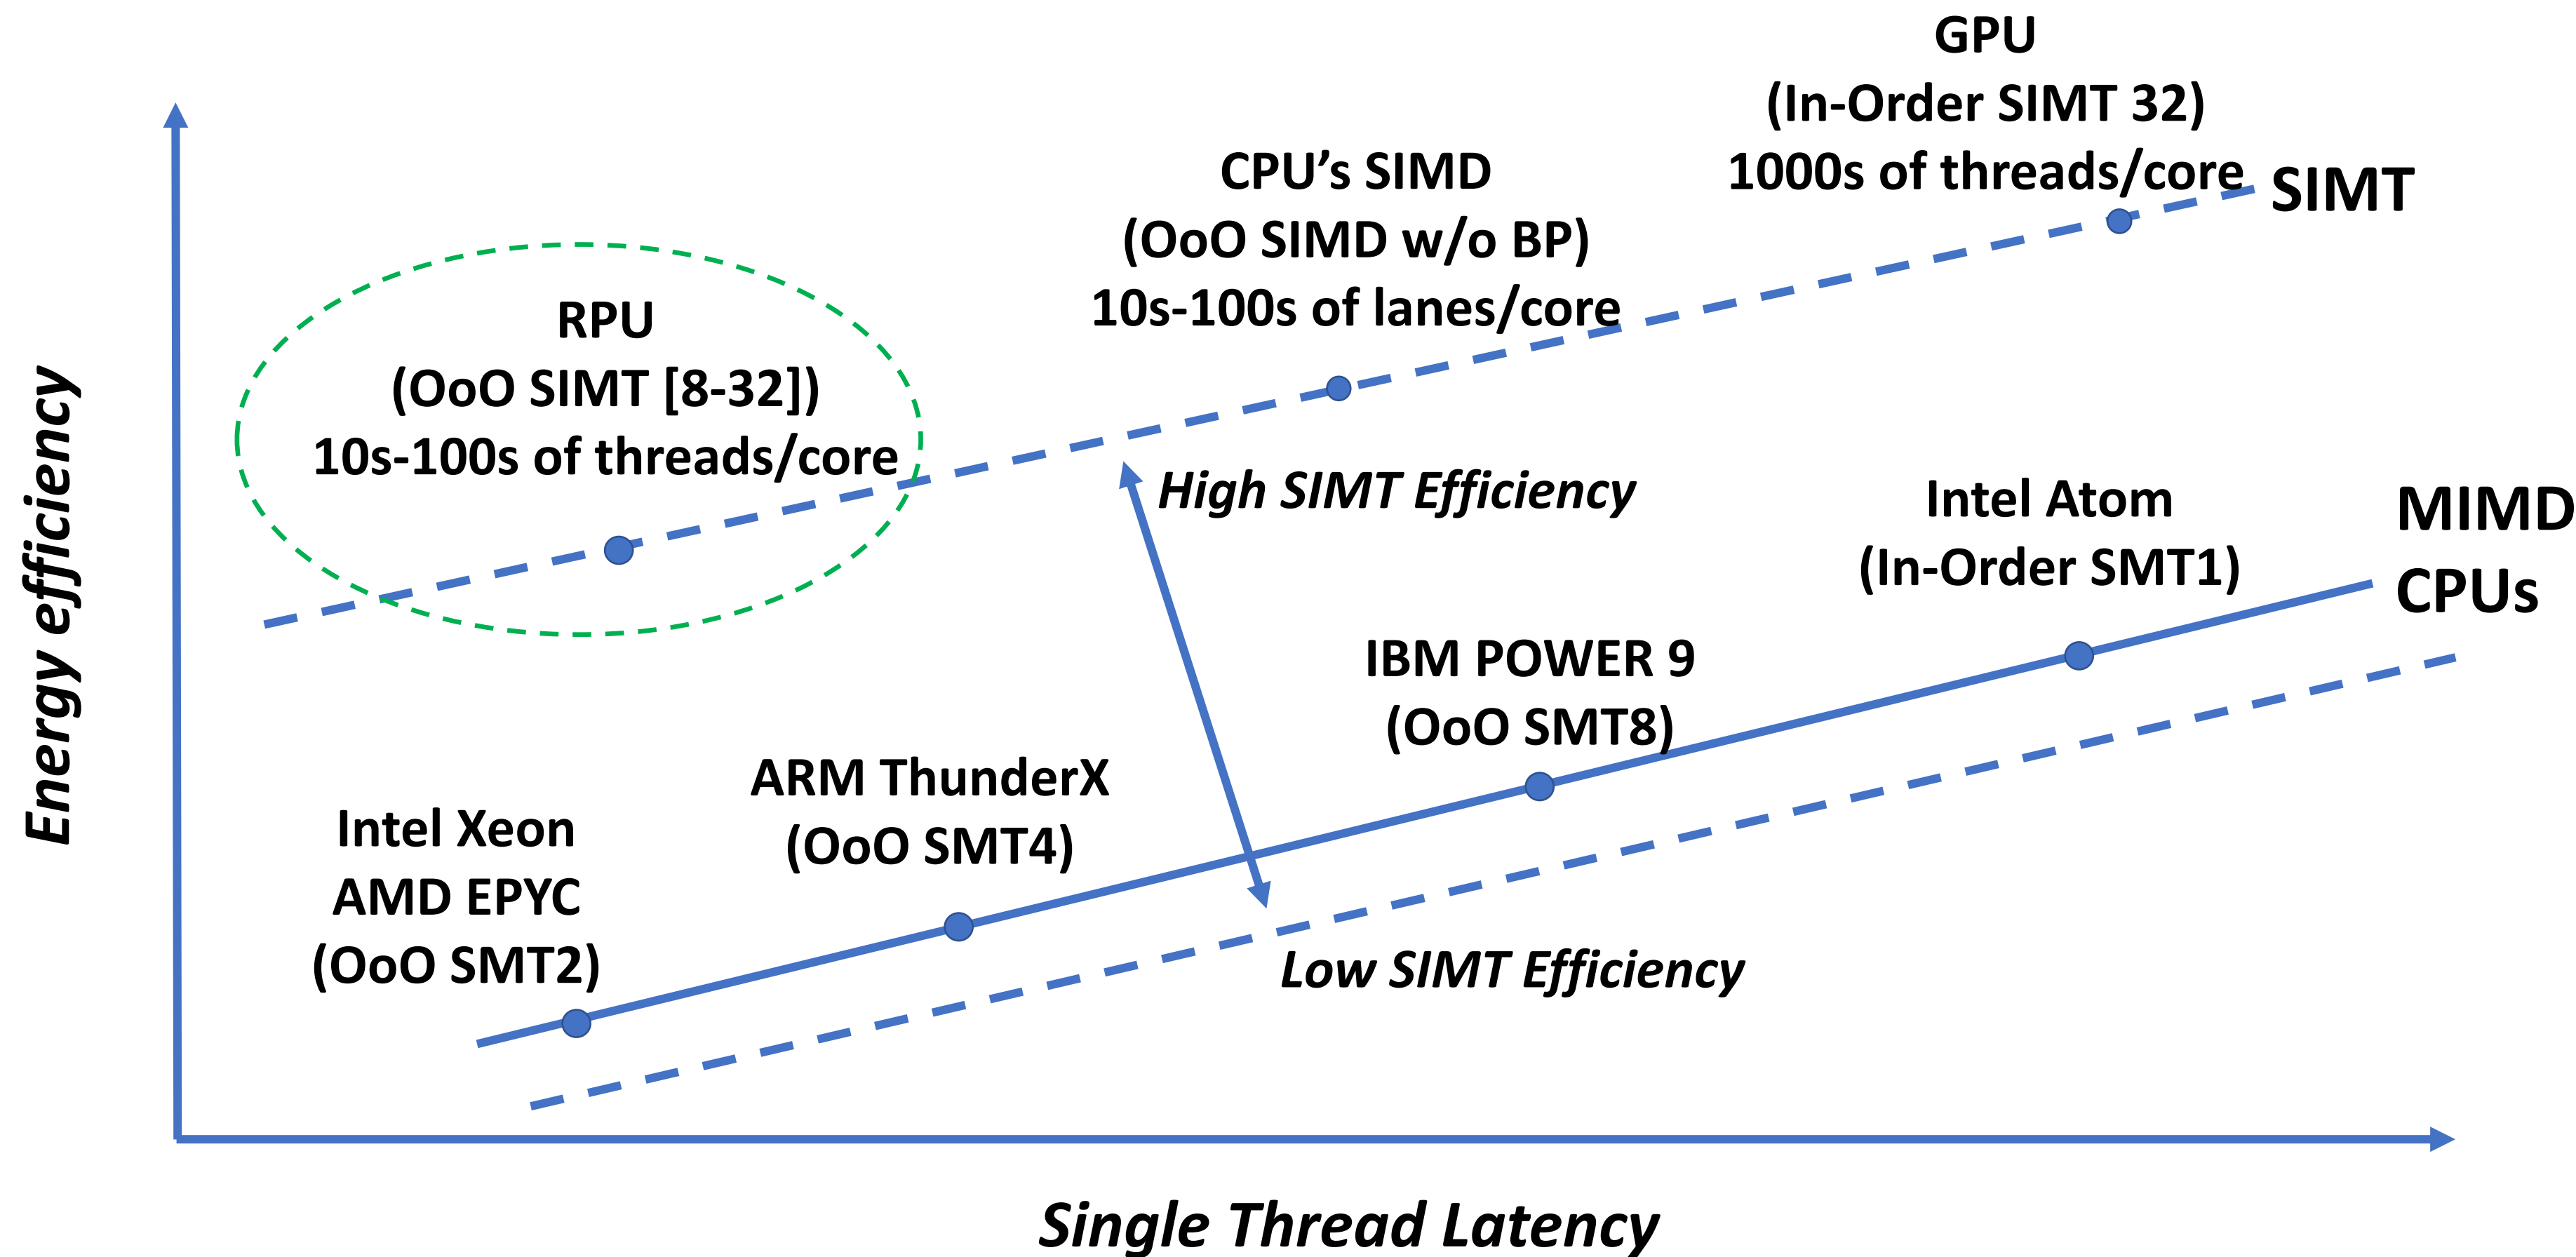 GPU
(In-Order SIMT 32)
1000s of threads/core
SIMT
CPU’s SIMD
(OoO SIMD w/o BP)
10s-100s of lanes/core
RPU
(OoO SIMT [8-32])
10s-100s of threads/core
High SIMT Efficiency
Intel Atom
(In-Order SMT1)
MIMD
CPUs
IBM POWER 9
(OoO SMT8)
ARM ThunderX
(OoO SMT4)
Intel Xeon
AMD EPYC
(OoO SMT2)
Low SIMT Efficiency
Energy efficiency
Single Thread Latency